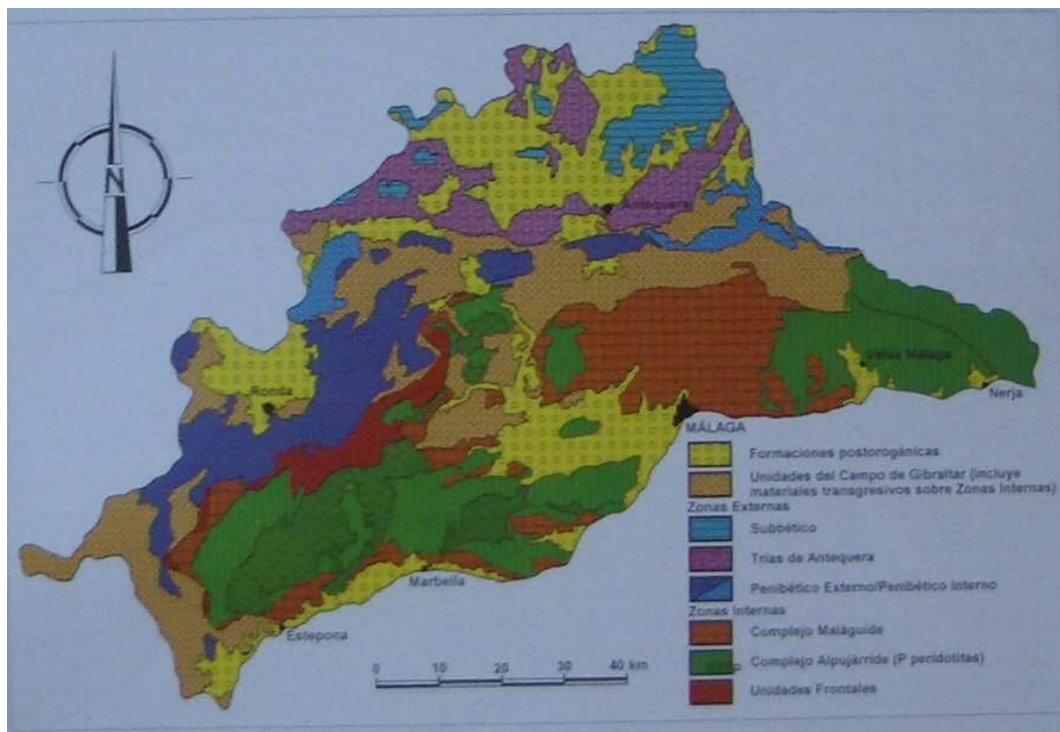 N
Antequera
Ronda
Vélez Málaga
Nerja
MÁLAGA
Marbella
Estepona
0 10 20 30 40 km
Formaciones postorogénicas
Unidades del Campo de Gibraltar (incluye
materiales transgresivos sobre Zonas Internas)
Zonas Externas
Subbético
Trías de Antequera
Penibético Externo/Penibético Interno
Zonas Internas
Complejo Maláguide
Complejo Alpujárride (P peridotitas)
Unidades Frontales